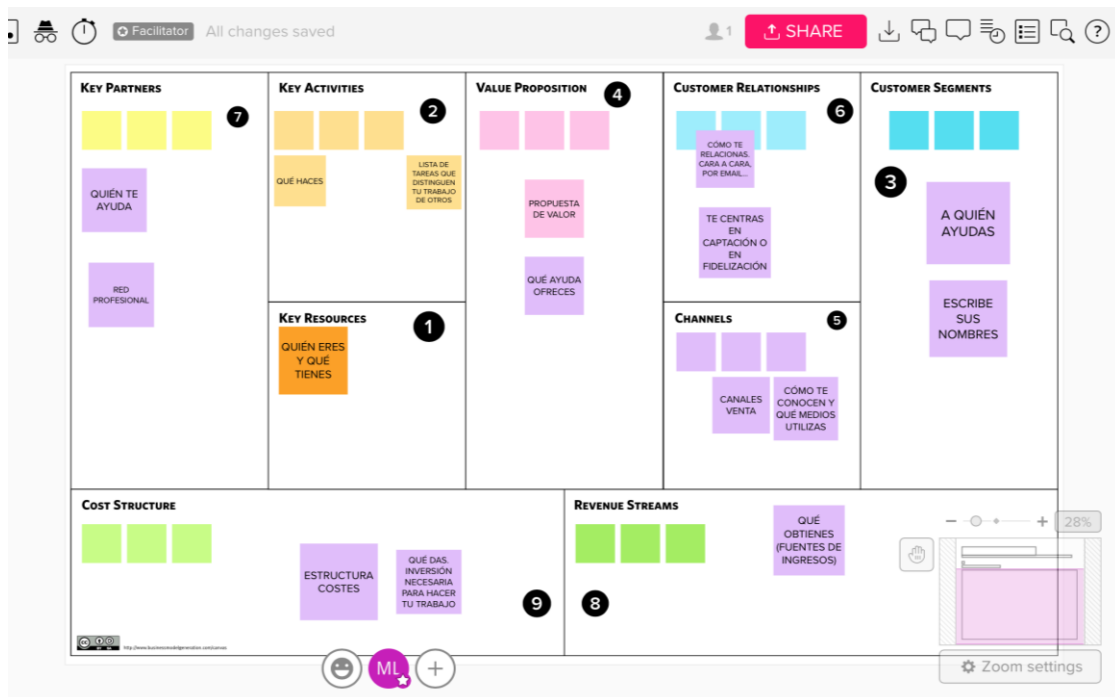 Facilitator
All changes saved
1
SHARE
?
KEY PARTNERS
7
QUIÉN TE
AYUDA
RED
PROFESIONAL
KEY ACTIVITIES
2
QUÉ HACES
LISTA DE
TAREAS QUE
DISTINGUEN
TU TRABAJO
DE OTROS
KEY RESOURCES
1
QUIÉN ERES
Y QUÉ
TIENES
VALUE PROPOSITION
4
PROPUESTA
DE VALOR
QUÉ AYUDA
OFRECES
CUSTOMER RELATIONSHIPS
6
CÓMO TE
RELACIONAS.
CARA A CARA,
POR EMAIL...
TE CENTRAS
EN
CAPTACIÓN O
EN
FIDELIZACIÓN
CHANNELS
5
CANALES
VENTA
CÓMO TE
CONOCEN Y
QUÉ MEDIOS
UTILIZAS
CUSTOMER SEGMENTS
3
A QUIÉN
AYUDAS
ESCRIBE
SUS
NOMBRES
COST STRUCTURE
ESTRUCTURA
COSTES
QUÉ DAS.
INVERSIÓN
NECESARIA
PARA HACER
TU TRABAJO
9
http://www.businessmodelgeneration.com/canvas
REVENUE STREAMS
8
QUÉ
OBTIENES
(FUENTES DE
INGRESOS)
28%
Zoom settings
ML